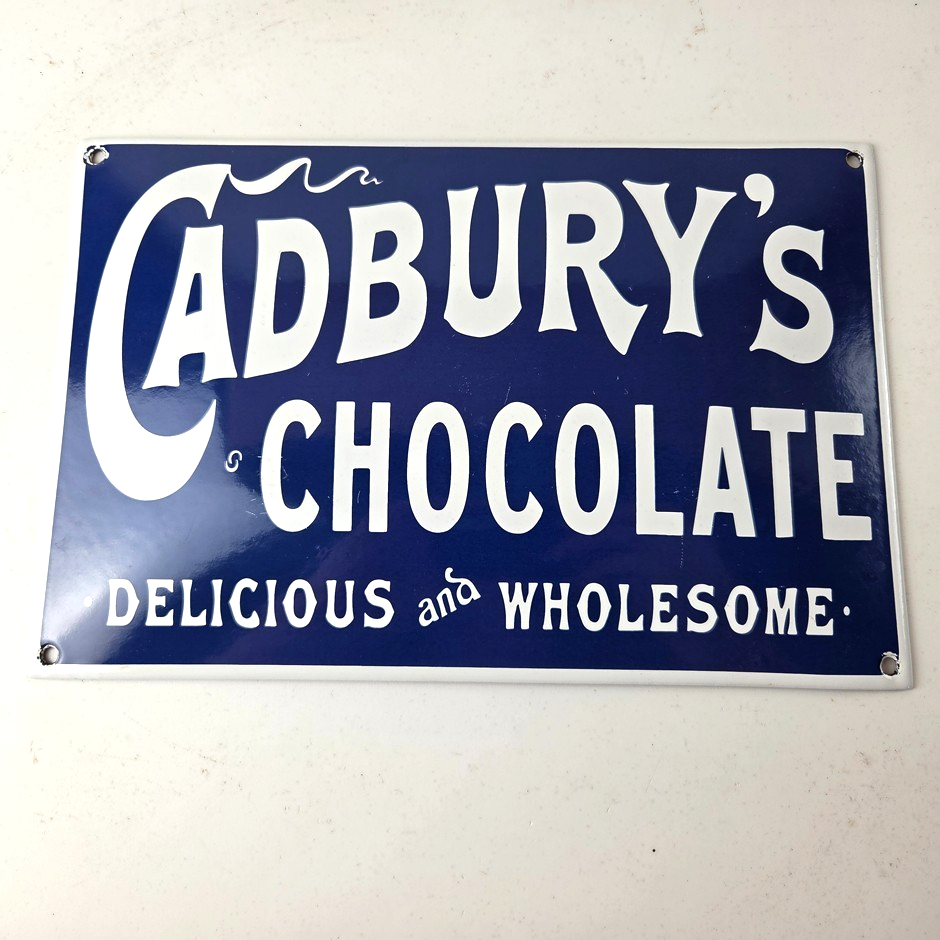 CADBURY'S
CHOCOLATE
· DELICIOUS and WHOLESOME ·